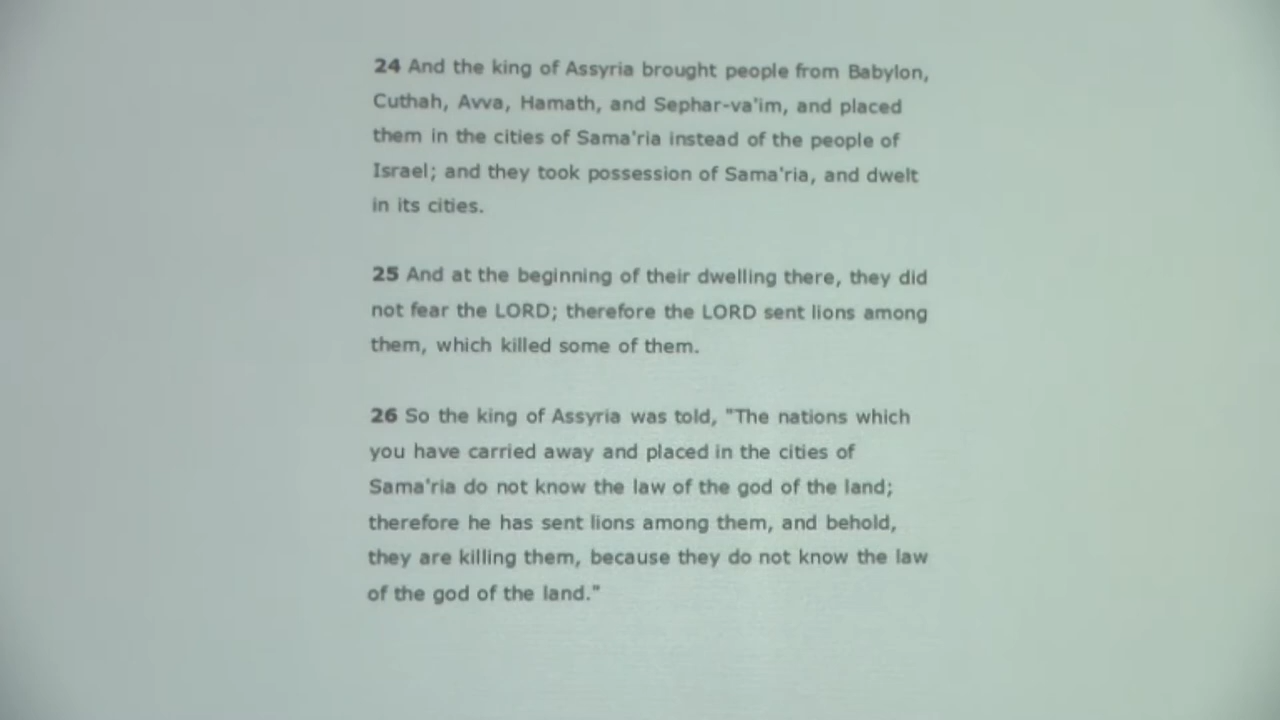 24 And the king of Assyria brought people from Babylon,
Cuthah, Avva, Hamath, and Sephar-va'im, and placed
them in the cities of Sama'ria instead of the people of
Israel; and they took possession of Sama'ria, and dwelt
in its cities.
25 And at the beginning of their dwelling there, they did
not fear the LORD; therefore the LORD sent lions among
them, which killed some of them.
26 So the king of Assyria was told, "The nations which
you have carried away and placed in the cities of
Sama'ria do not know the law of the god of the land;
therefore he has sent lions among them, and behold,
they are killing them, because they do not know the law
of the god of the land."